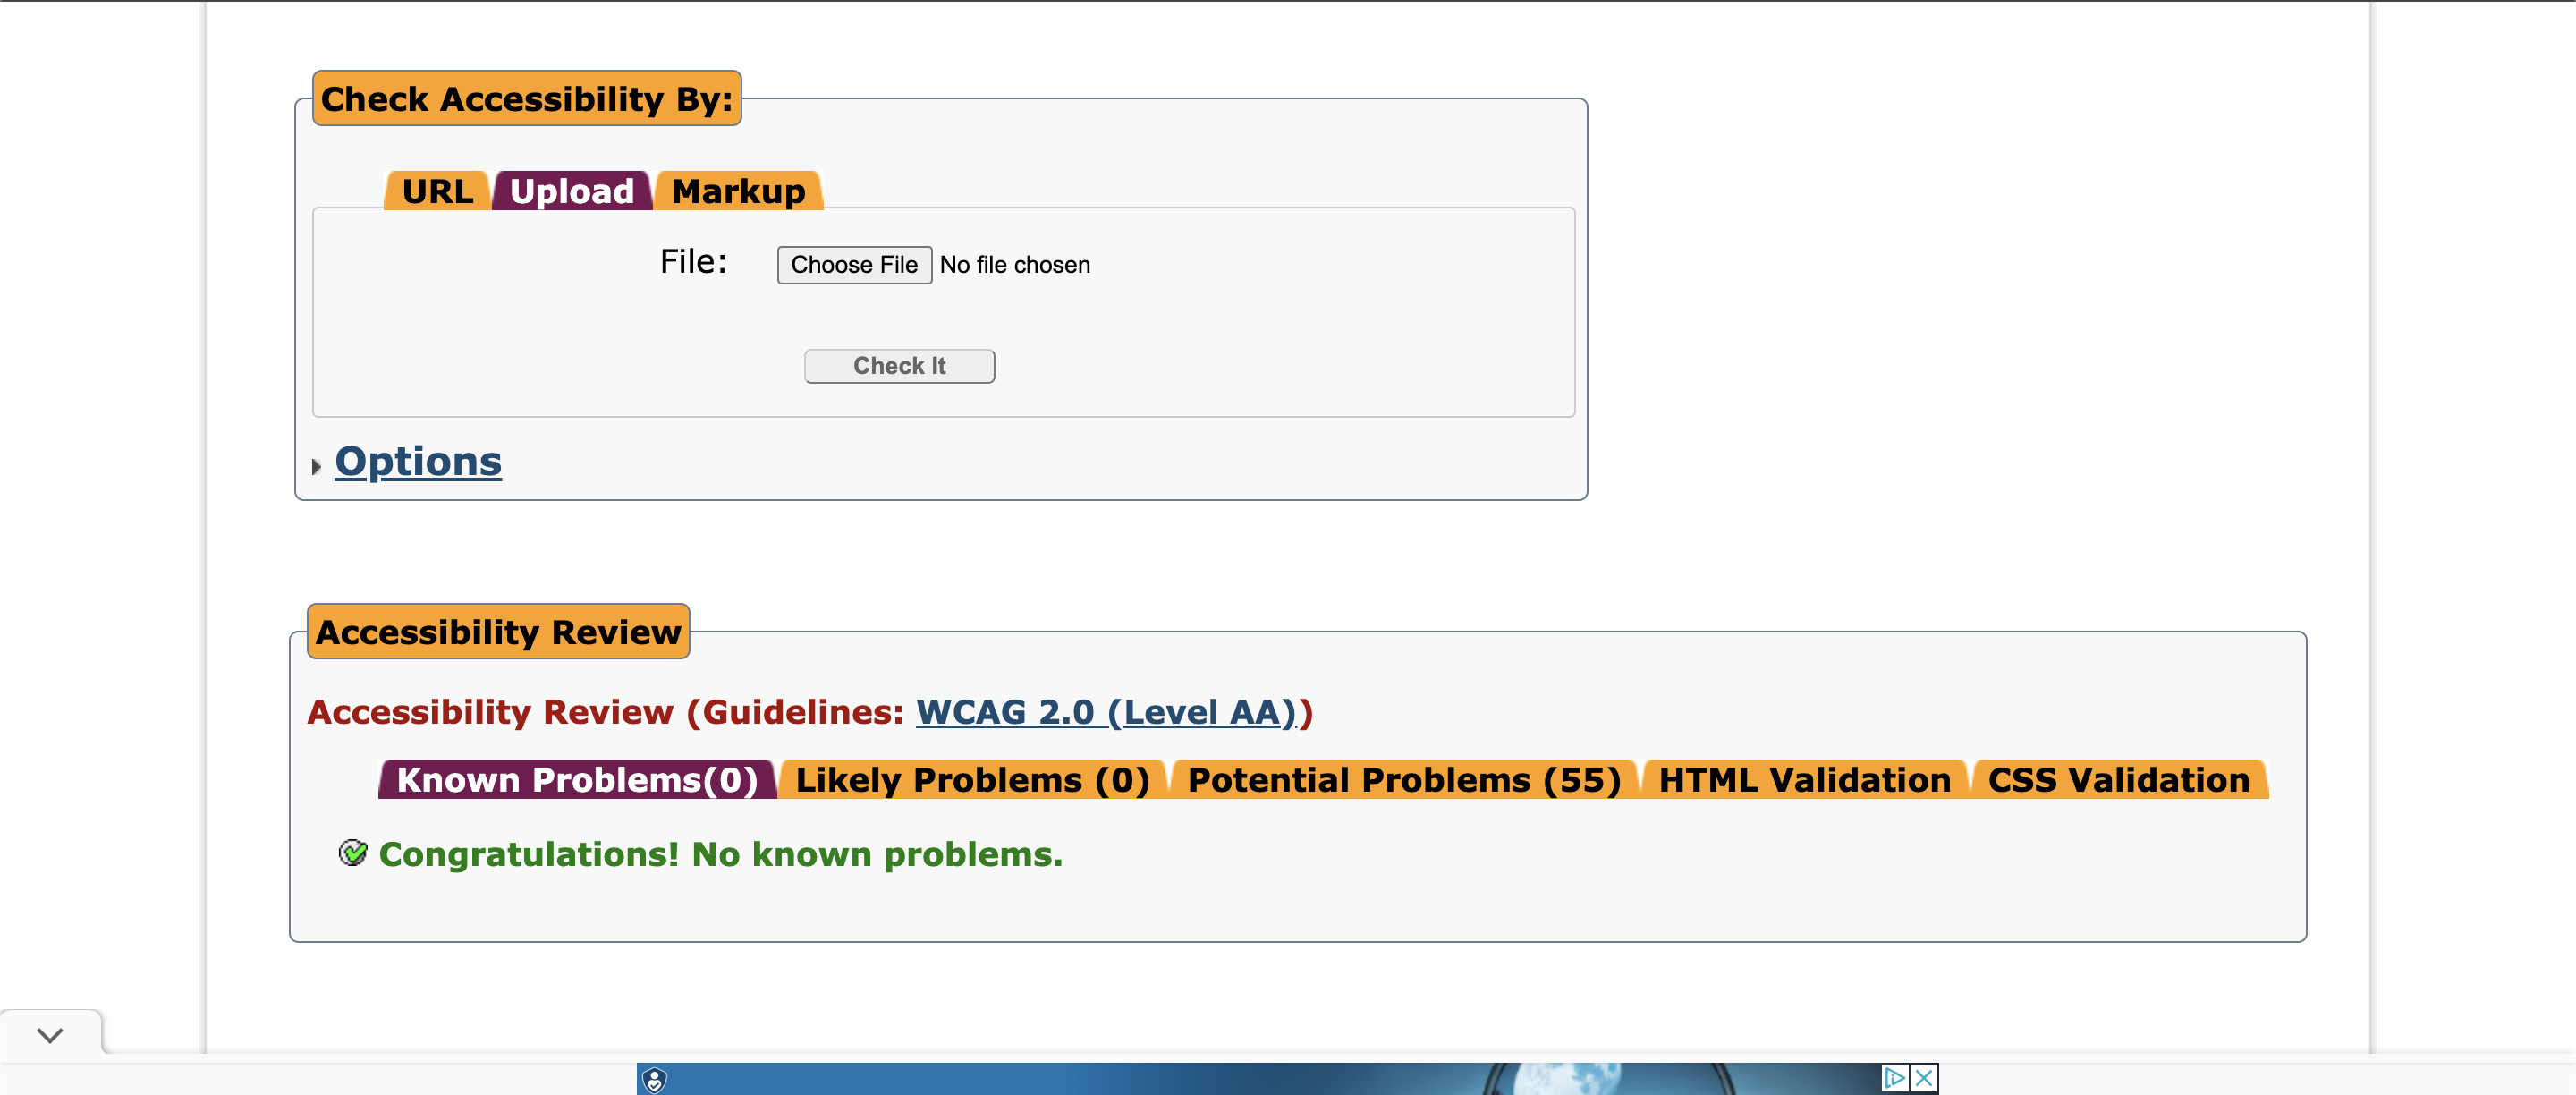 Check Accessibility By:
URL Upload Markup
File: Choose File No file chosen
Check It
Options
Accessibility Review
Accessibility Review (Guidelines: WCAG 2.0 (Level AA))
Known Problems(0) Likely Problems (0) Potential Problems (55) HTML Validation CSS Validation
Congratulations! No known problems.